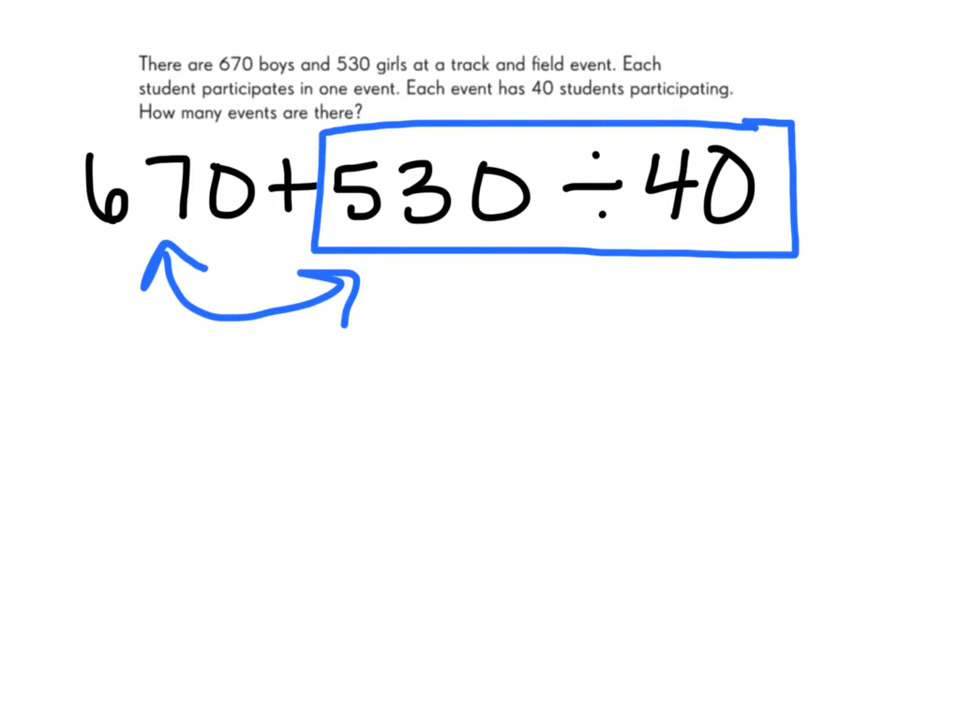 There are 670 boys and 530 girls at a track and field event. Each
student participates in one event. Each event has 40 students participating.
How many events are there?
670+530 ÷ 40